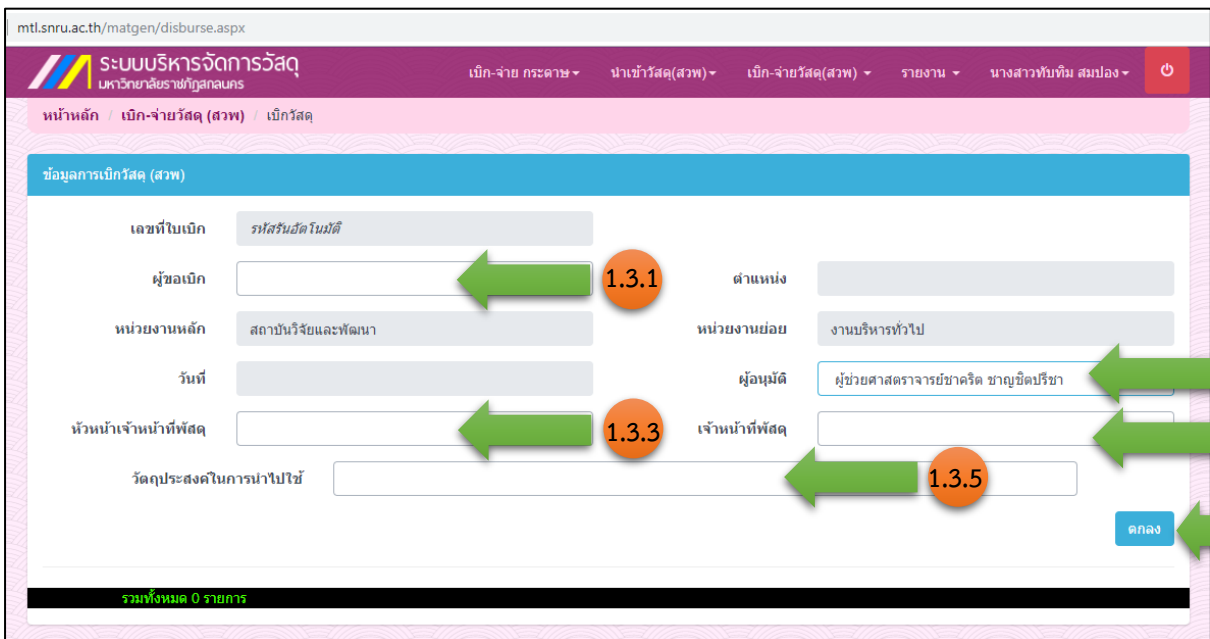 mtl.snru.ac.th/matgen/disburse.aspx
ระบบบริหารจัดการวัสดุ
มหาวิทยาลัยราชภัฏสกลนคร
เบิก-จ่าย กระดาษ นำเข้าวัสดุ(สวพ) เบิก-จ่ายวัสดุ(สวพ) รายงาน นางสาวทับทิม สมปอง
หน้าหลัก / เบิก-จ่ายวัสดุ (สวพ) / เบิกวัสดุ
ข้อมูลการเบิกวัสดุ (สวพ)
เลขที่ใบเบิก รหัสรันอัตโนมัติ
ผู้ขอเบิก 1.3.1 ตำแหน่ง
หน่วยงานหลัก สถาบันวิจัยและพัฒนา หน่วยงานย่อย งานบริหารทั่วไป
วันที่ ผู้อนุมัติ ผู้ช่วยศาสตราจารย์ชาคริต ชาญชิตปรีชา
หัวหน้าเจ้าหน้าที่พัสดุ 1.3.3 เจ้าหน้าที่พัสดุ
วัตถุประสงค์ในการนำไปใช้ 1.3.5
ตกลง
รวมทั้งหมด 0 รายการ